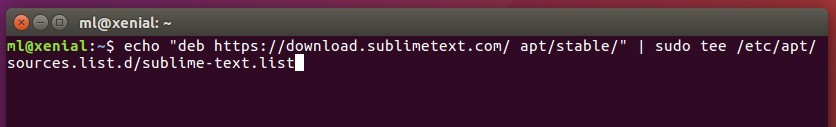 ml@xenial: ~
ml@xenial:~$ echo "deb https://download.sublimetext.com/ apt/stable/" | sudo tee /etc/apt/
sources.list.d/sublime-text.list